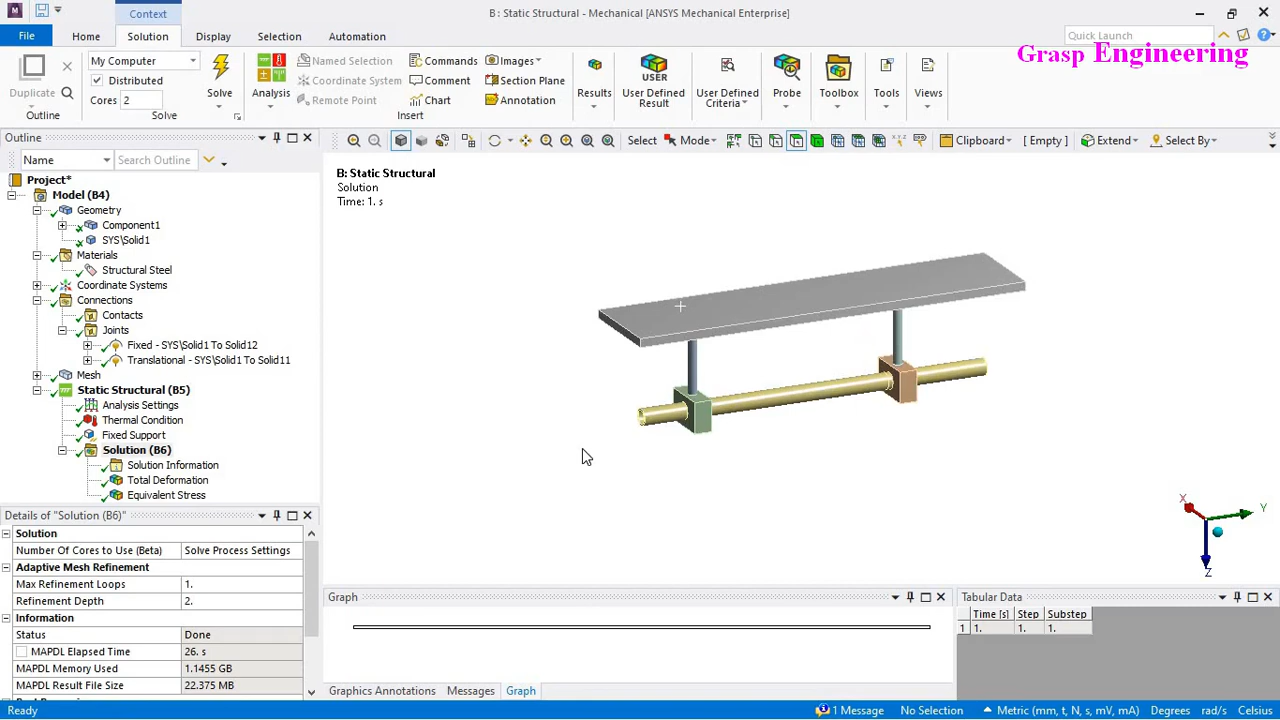 Context
B : Static Structural - Mechanical [ANSYS Mechanical Enterprise]
File
Home
Solution
Display
Selection
Automation
Quick Launch
Grasp Engineering
Duplicate
Outline
My Computer
Distributed
Cores 2
Solve
Solve
Analysis
Named Selection
Coordinate System
Remote Point
Commands
Comment
Chart
Images
Section Plane
Annotation
Insert
Results
USER
User Defined
Result
User Defined
Criteria
Probe
Toolbox
Tools
Views
Outline
Name
Search Outline
Select
Mode
Clipboard
[ Empty ]
Extend
Select By
Project*
Model (B4)
Geometry
Component1
SYS\Solid1
Materials
Structural Steel
Coordinate Systems
Connections
Contacts
Joints
Fixed - SYS\Solid1 To Solid12
Translational - SYS\Solid1 To Solid11
Mesh
Static Structural (B5)
Analysis Settings
Thermal Condition
Fixed Support
Solution (B6)
Solution Information
Total Deformation
Equivalent Stress
B: Static Structural
Solution
Time: 1. s
X
Y
Z
Details of "Solution (B6)"
Solution
Number Of Cores to Use (Beta) Solve Process Settings
Adaptive Mesh Refinement
Max Refinement Loops 1.
Refinement Depth 2.
Information
Status Done
MAPDL Elapsed Time 26. s
MAPDL Memory Used 1.1455 GB
MAPDL Result File Size 22.375 MB
Graph
Graphics Annotations
Messages
Graph
Tabular Data
Time [s] Step Substep
1 1. 1. 1.
Ready
1 Message
No Selection
Metric (mm, t, N, s, mV, mA)
Degrees
rad/s
Celsius